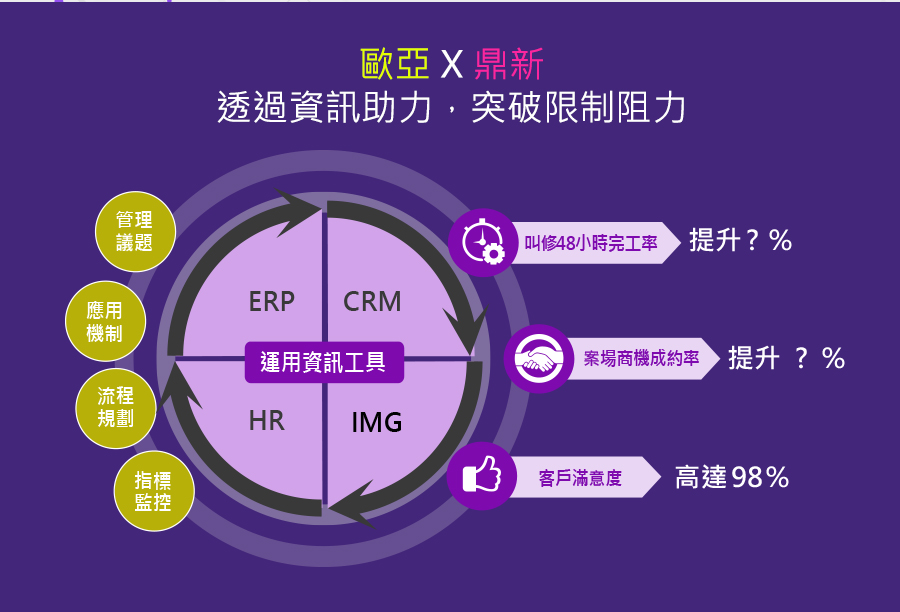 歐亞 X 鼎新
透過資訊助力，突破限制阻力
管理
議題
應用
機制
流程
規劃
指標
監控
ERP
CRM
運用資訊工具
HR
IMG
叫修48小時完工率
提升？％
案場商機成約率
提升 ？ ％
客戶滿意度
高達98％